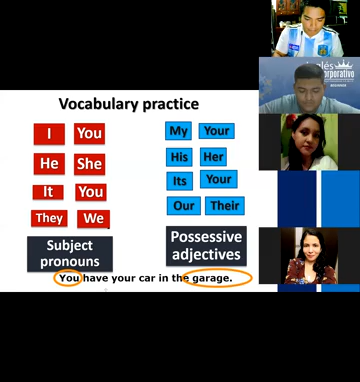 Vocabulary practice
I You
He She
It You
They We
Subject
pronouns
My Your
His Her
Its Your
Our Their
Possessive
adjectives
You have your car in the garage.